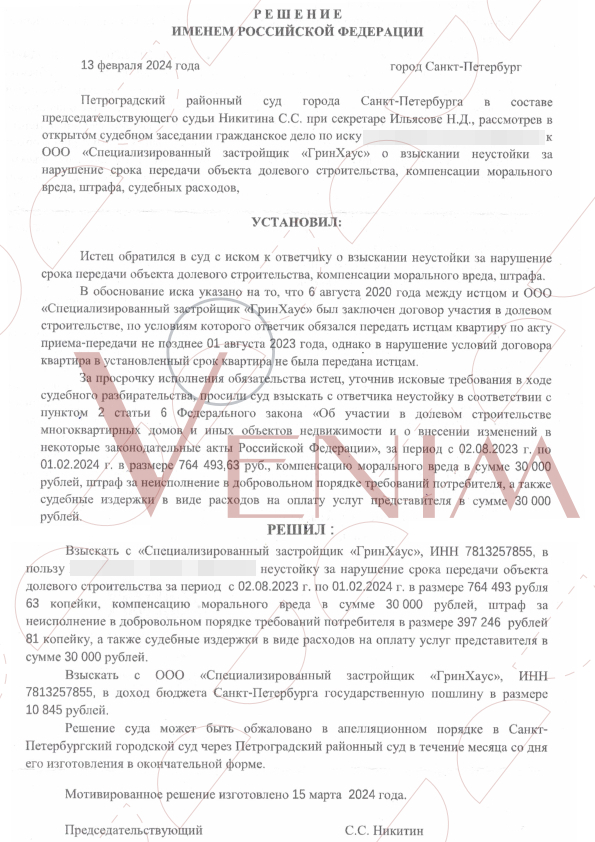 Р Е Ш Е Н И Е
ИМЕНЕМ РОССИЙСКОЙ ФЕДЕРАЦИИ
13 февраля 2024 года город Санкт-Петербург
Петроградский районный суд города Санкт-Петербурга в составе
председательствующего судьи Никитина С.С. при секретаре Ильясове Н.Д., рассмотрев в
открытом судебном заседании гражданское дело по иску к
ООО «Специализированный застройщик «ГринХаус» о взыскании неустойки за
нарушение срока передачи объекта долевого строительства, компенсации морального
вреда, штрафа, судебных расходов,
УСТАНОВИЛ:
Истец обратился в суд с иском к ответчику о взыскании неустойки за нарушение
срока передачи объекта долевого строительства, компенсации морального вреда, штрафа.
В обоснование иска указано на то, что 6 августа 2020 года между истцом и ООО
«Специализированный застройщик «ГринХаус» был заключен договор участия в долевом
строительстве, по условиям которого ответчик обязался передать истцам квартиру по акту
приема-передачи не позднее 01 августа 2023 года, однако в нарушение условий договора
квартира в установленный срок квартира не была передана истцам.
За просрочку исполнения обязательства истец, уточнив исковые требования в ходе
судебного разбирательства, просили суд взыскать с ответчика неустойку в соответствии с
пунктом 2 статьи 6 Федерального закона «Об участии в долевом строительстве
многоквартирных домов и иных объектов недвижимости и о внесении изменений в
некоторые законодательные акты Российской Федерации», за период с 02.08.2023 г. по
01.02.2024 г. в размере 764 493,63 руб., компенсацию морального вреда в сумме 30 000
рублей, штраф за неисполнение в добровольном порядке требований потребителя, а также
судебные издержки в виде расходов на оплату услуг представителя в сумме 30 000
рублей.
VENIM
РЕШИЛ :
Взыскать с «Специализированный застройщик «ГринХаус», ИНН 7813257855, в
пользу неустойку за нарушение срока передачи объекта
долевого строительства за период с 02.08.2023 г. по 01.02.2024 г. в размере 764 493 рубля
63 копейки, компенсацию морального вреда в сумме 30 000 рублей, штраф за
неисполнение в добровольном порядке требований потребителя в размере 397 246 рублей
81 копейку, а также судебные издержки в виде расходов на оплату услуг представителя в
сумме 30 000 рублей.
Взыскать с ООО «Специализированный застройщик «ГринХаус», ИНН
7813257855, в доход бюджета Санкт-Петербурга государственную пошлину в размере
10 845 рублей.
Решение суда может быть обжаловано в апелляционном порядке в Санкт-
Петербургский городской суд через Петроградский районный суд в течение месяца со дня
его изготовления в окончательной форме.
Мотивированное решение изготовлено 15 марта 2024 года.
Председательствующий С.С. Никитин